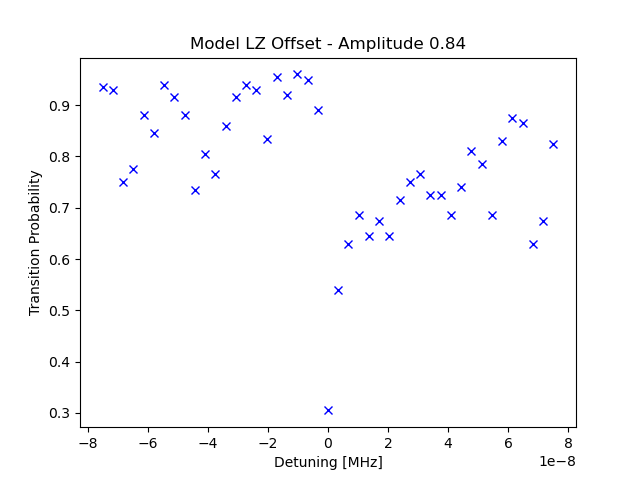 Model LZ Offset - Amplitude 0.84
Transition Probability
0.9
0.8
0.7
0.6
0.5
0.4
0.3
−8 −6 −4 −2 0 2 4 6 8
1e−8
Detuning [MHz]